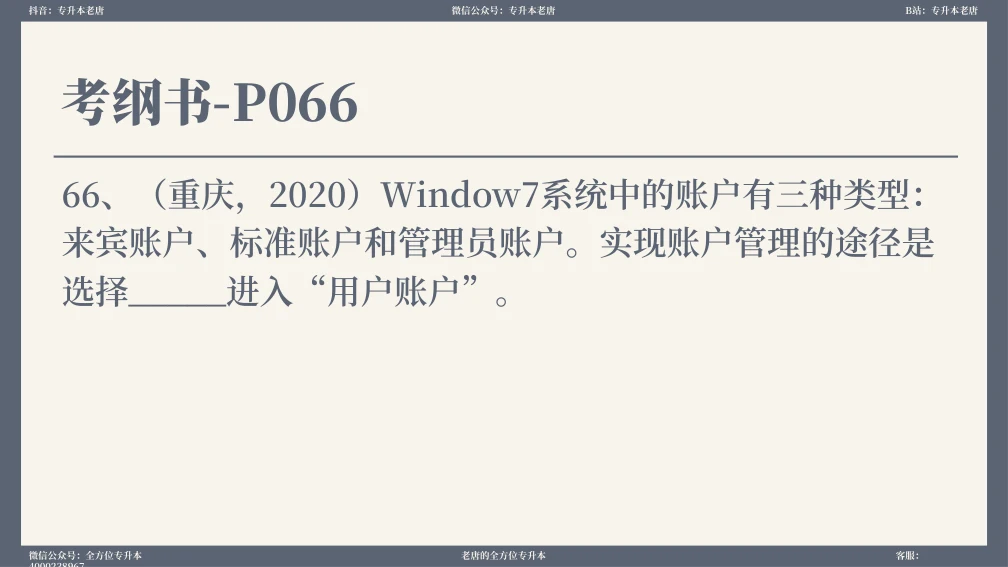 抖音：专升本老唐
微信公众号：专升本老唐
B站：专升本老唐
考纲书-P066
66、（重庆，2020）Window7系统中的账户有三种类型：
来宾账户、标准账户和管理员账户。实现账户管理的途径是
选择______进入“用户账户”。
微信公众号：全方位专升本
老唐的全方位专升本
客服：
4000238967